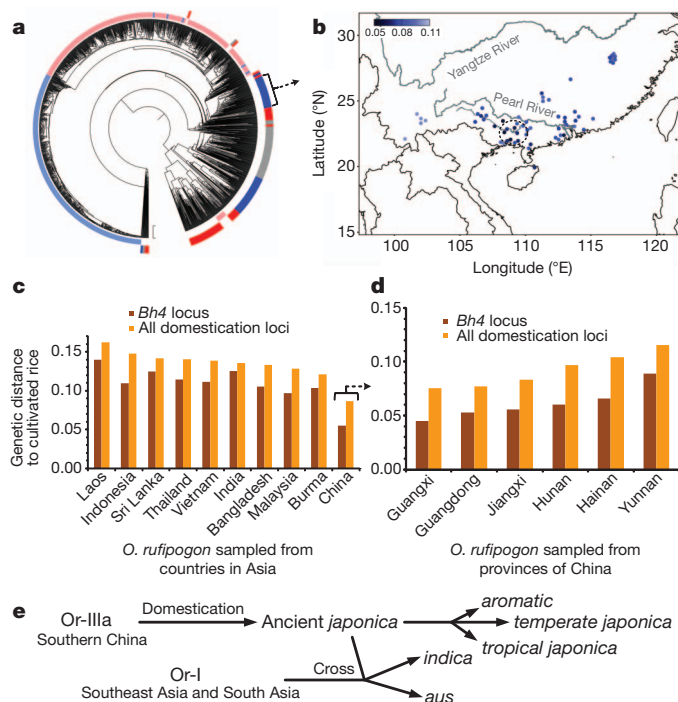 a
b
0.05 0.08 0.11
30
25
20
15
Yangtze River
Pearl River
Latitude (°N)
100 105 110 115 120
Longitude (°E)
c
Bh4 locus
All domestication loci
0.15
0.10
0.05
0.00
Genetic distance
to cultivated rice
Laos
Indonesia
Sri Lanka
Thailand
Vietnam
India
Bangladesh
Malaysia
Burma
China
O. rufipogon sampled from
countries in Asia
d
Bh4 locus
All domestication loci
0.15
0.10
0.05
0.00
Guangxi
Guangdong
Jiangxi
Hunan
Hainan
Yunnan
O. rufipogon sampled from
provinces of China
e
Or-IIIa
Southern China
Domestication
Ancient japonica
aromatic
temperate japonica
tropical japonica
Or-I
Southeast Asia and South Asia
Cross
indica
aus